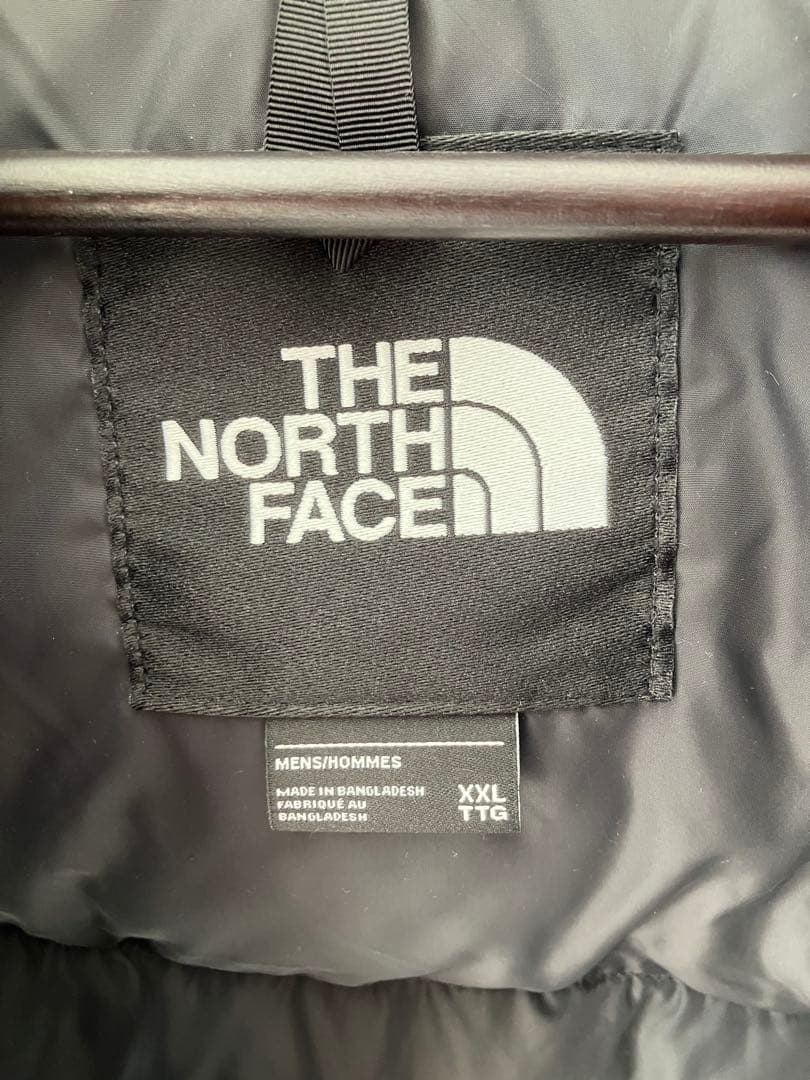 THE
NORTH
FACE
MENS/HOMMES
MADE IN BANGLADESH
FABRIQUÉ AU
BANGLADESH
XXL
TTG